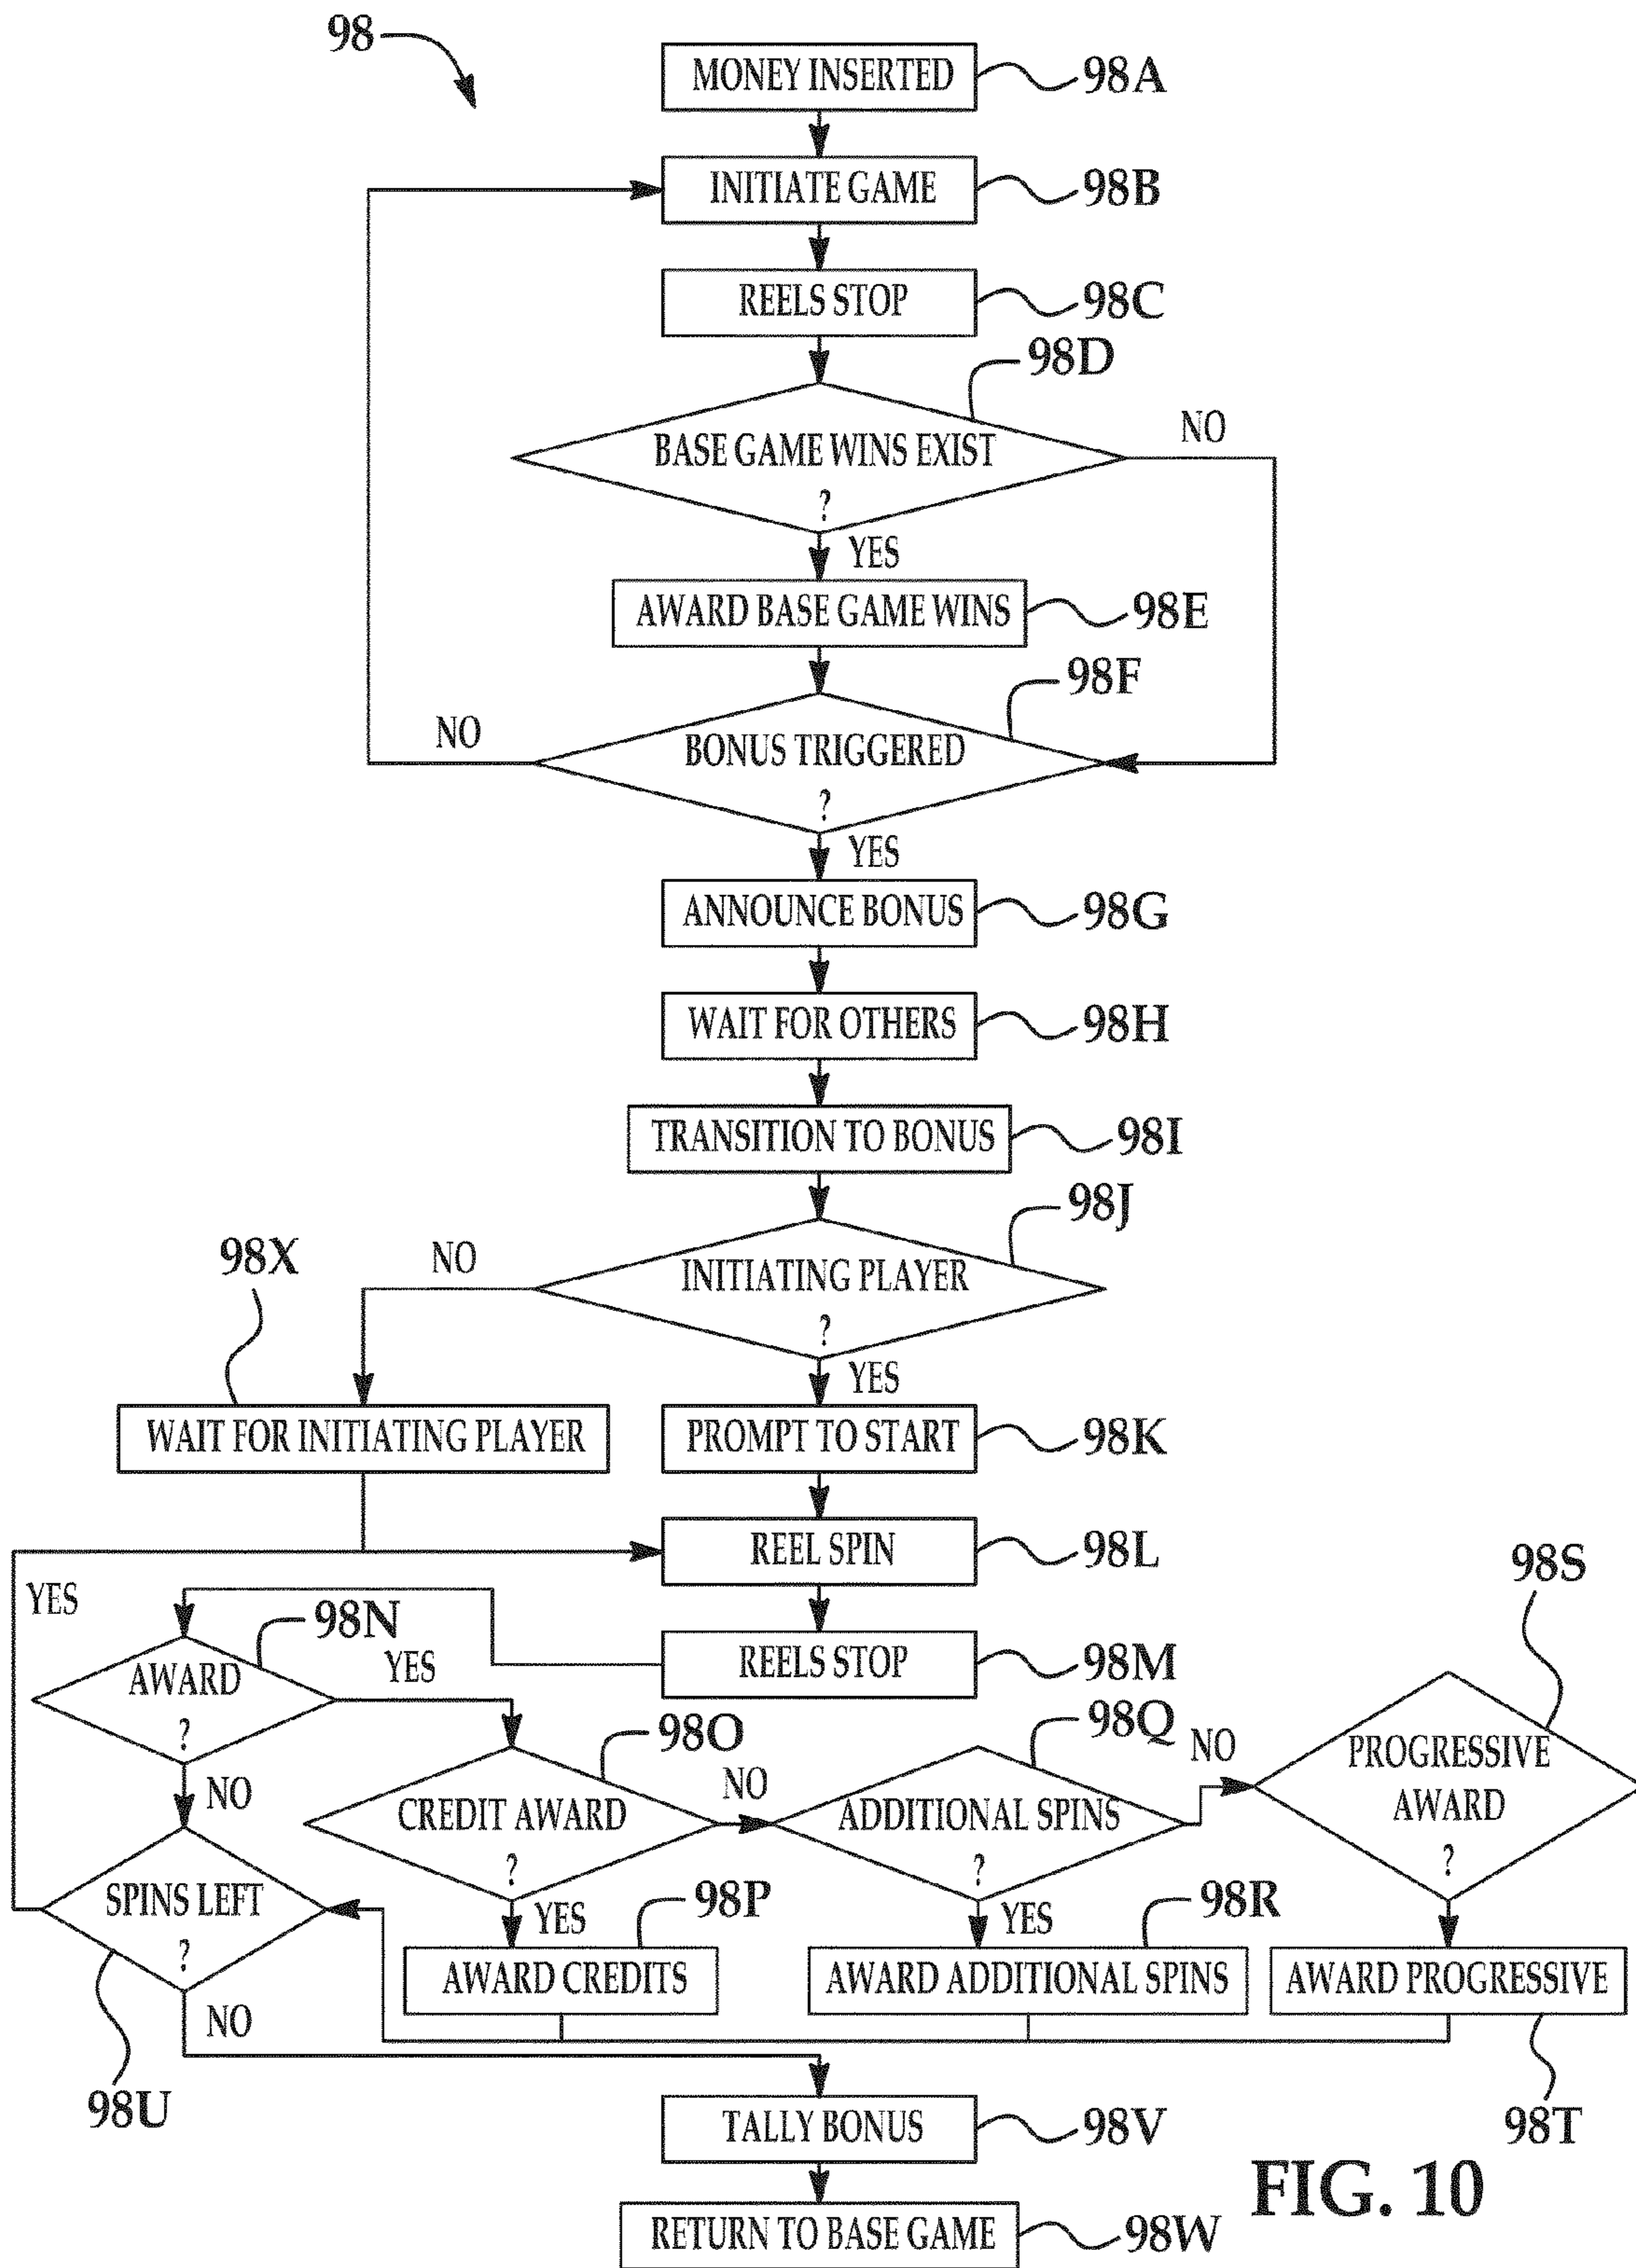 98
MONEY INSERTED
98A
INITIATE GAME
98B
REELS STOP
98C
98D
BASE GAME WINS EXIST
?
NO
YES
AWARD BASE GAME WINS
98E
98F
BONUS TRIGGERED
?
NO
YES
ANNOUNCE BONUS
98G
WAIT FOR OTHERS
98H
TRANSITION TO BONUS
98I
98J
INITIATING PLAYER
?
NO
98X
YES
WAIT FOR INITIATING PLAYER
PROMPT TO START
98K
REEL SPIN
98L
YES
REELS STOP
98M
98N
AWARD
?
YES
NO
98O
CREDIT AWARD
?
NO
YES
98Q
ADDITIONAL SPINS
?
NO
YES
98S
PROGRESSIVE
AWARD
?
SPINS LEFT
?
NO
98U
98P
AWARD CREDITS
98R
AWARD ADDITIONAL SPINS
AWARD PROGRESSIVE
98T
TALLY BONUS
98V
RETURN TO BASE GAME
98W
FIG. 10